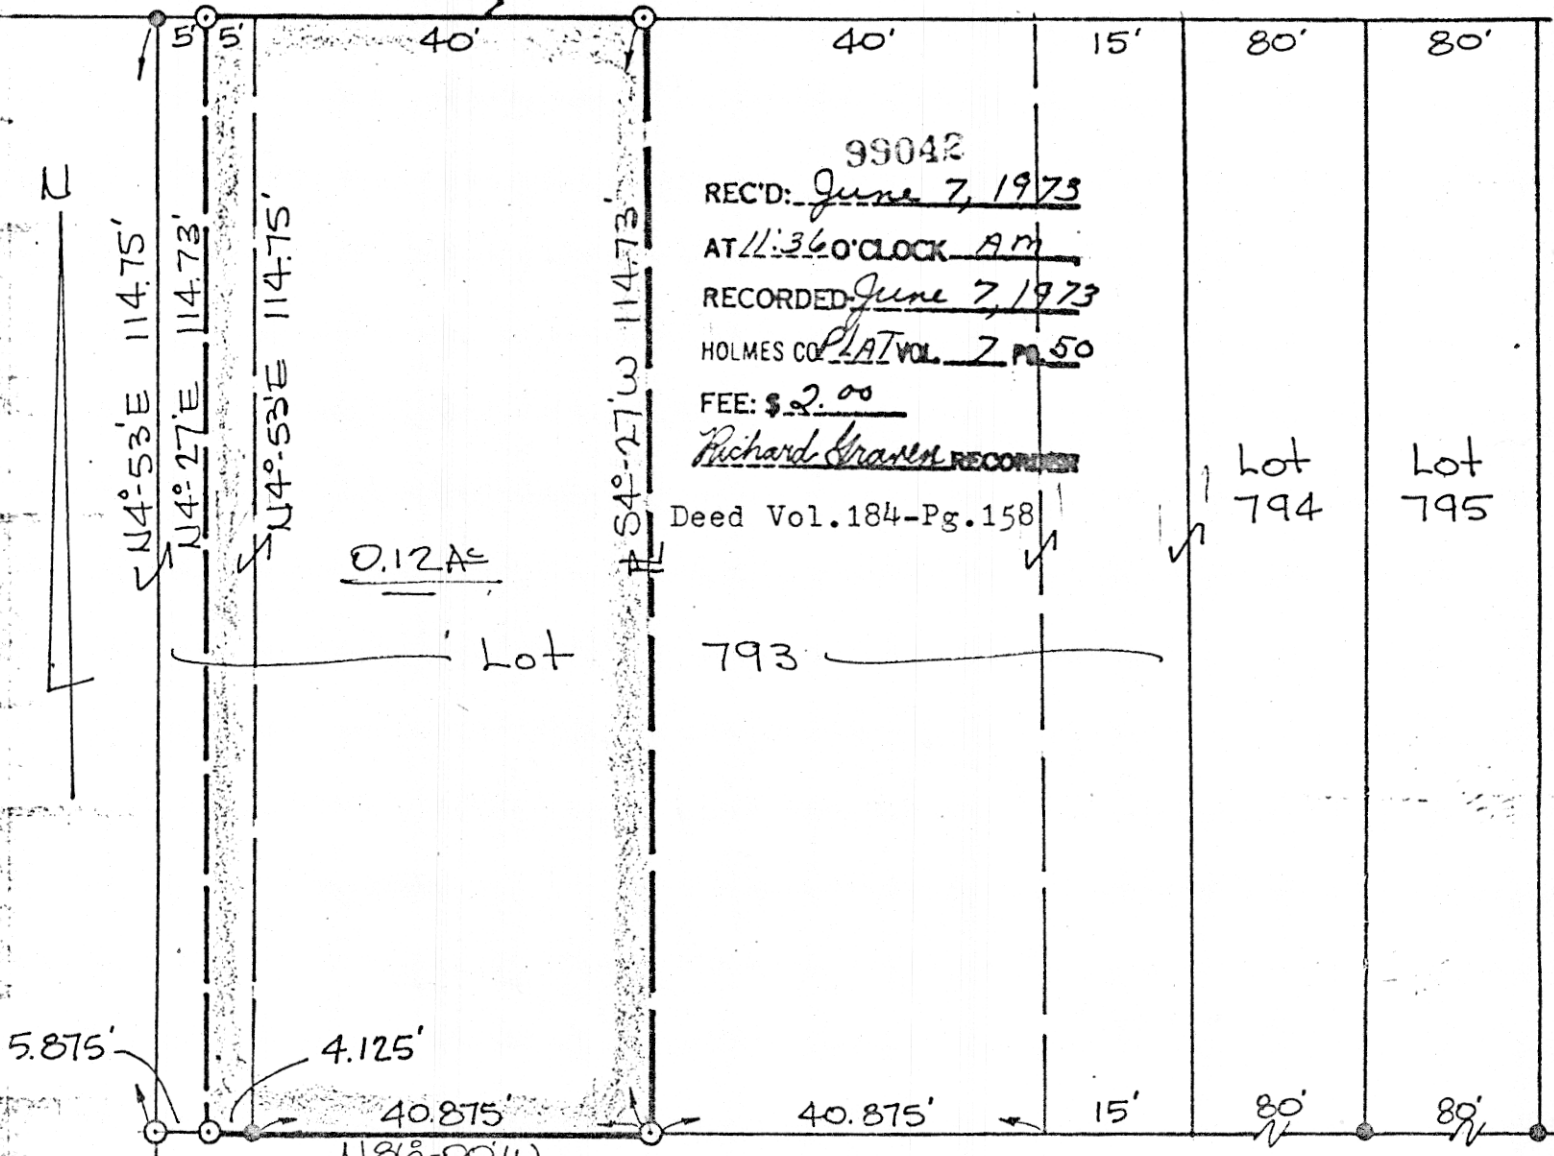 5' 5' 40' 40' 15' 80' 80'
N
N4°-53'E 114.75'
N4°-27'E 114.73'
N4°-53'E 114.75'
S4°-27'W 114.73'
99042
REC'D: June 7, 1973
AT 11:36 O'CLOCK AM
RECORDED June 7, 1973
HOLMES CO PLAT VOL. 7 PG. 50
FEE: $ 2.00
Richard Graven RECORDER
Deed Vol.184-Pg.158
0.12 Ac
Lot 793
Lot
794
Lot
795
5.875' 4.125'
40.875' 40.875' 15' 80' 80'